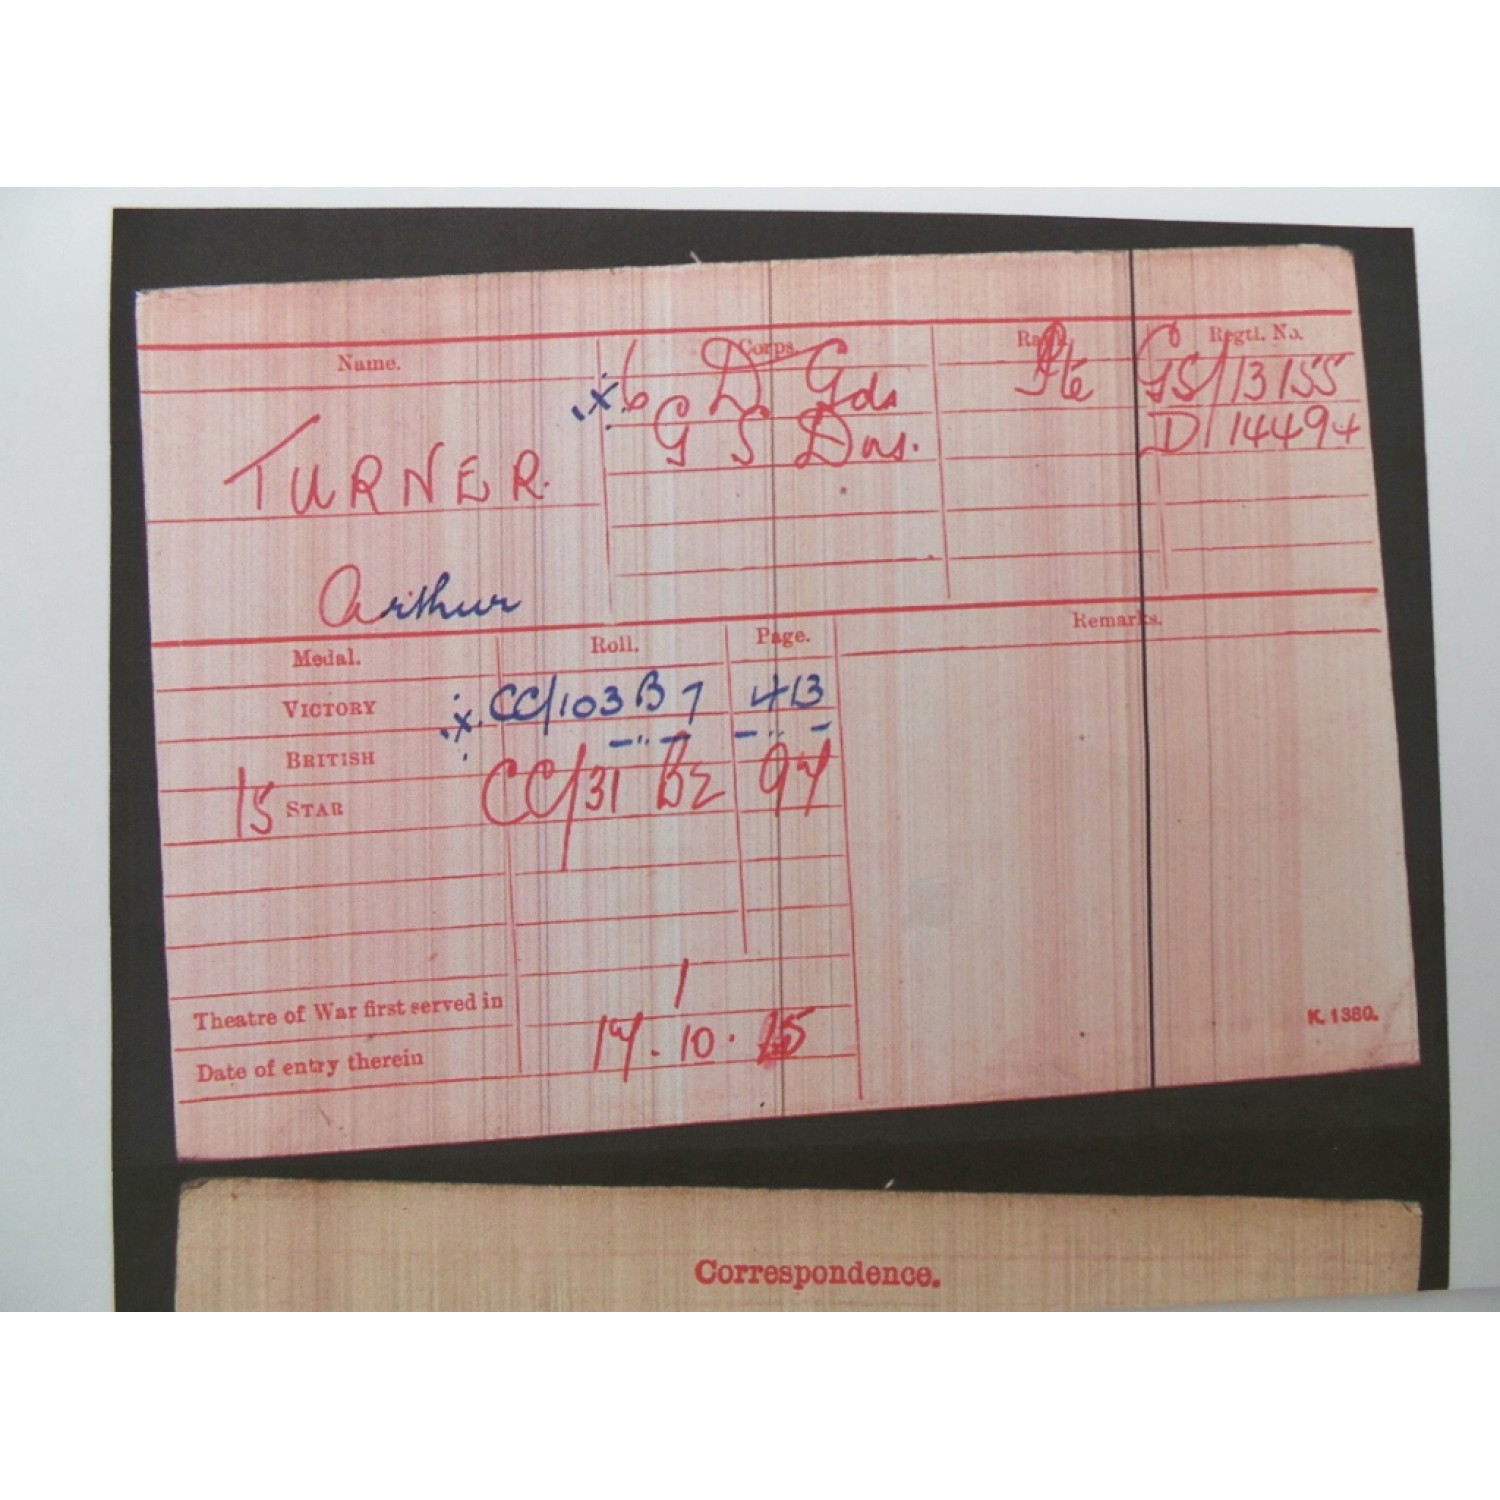 Name. Corps. Rank. Regtl. No.
.x. 6 D Gds Pte GS/13155
G S Dns. D/14494
TURNER.
Arthur
Medal. Roll. Page. Remarks.
VICTORY .x. CC/103 B 7 413
BRITISH — " — — " —
15 STAR CC/31 B2 94
Theatre of War first served in 1
Date of entry therein 14.10.15
K. 1380.
Correspondence.